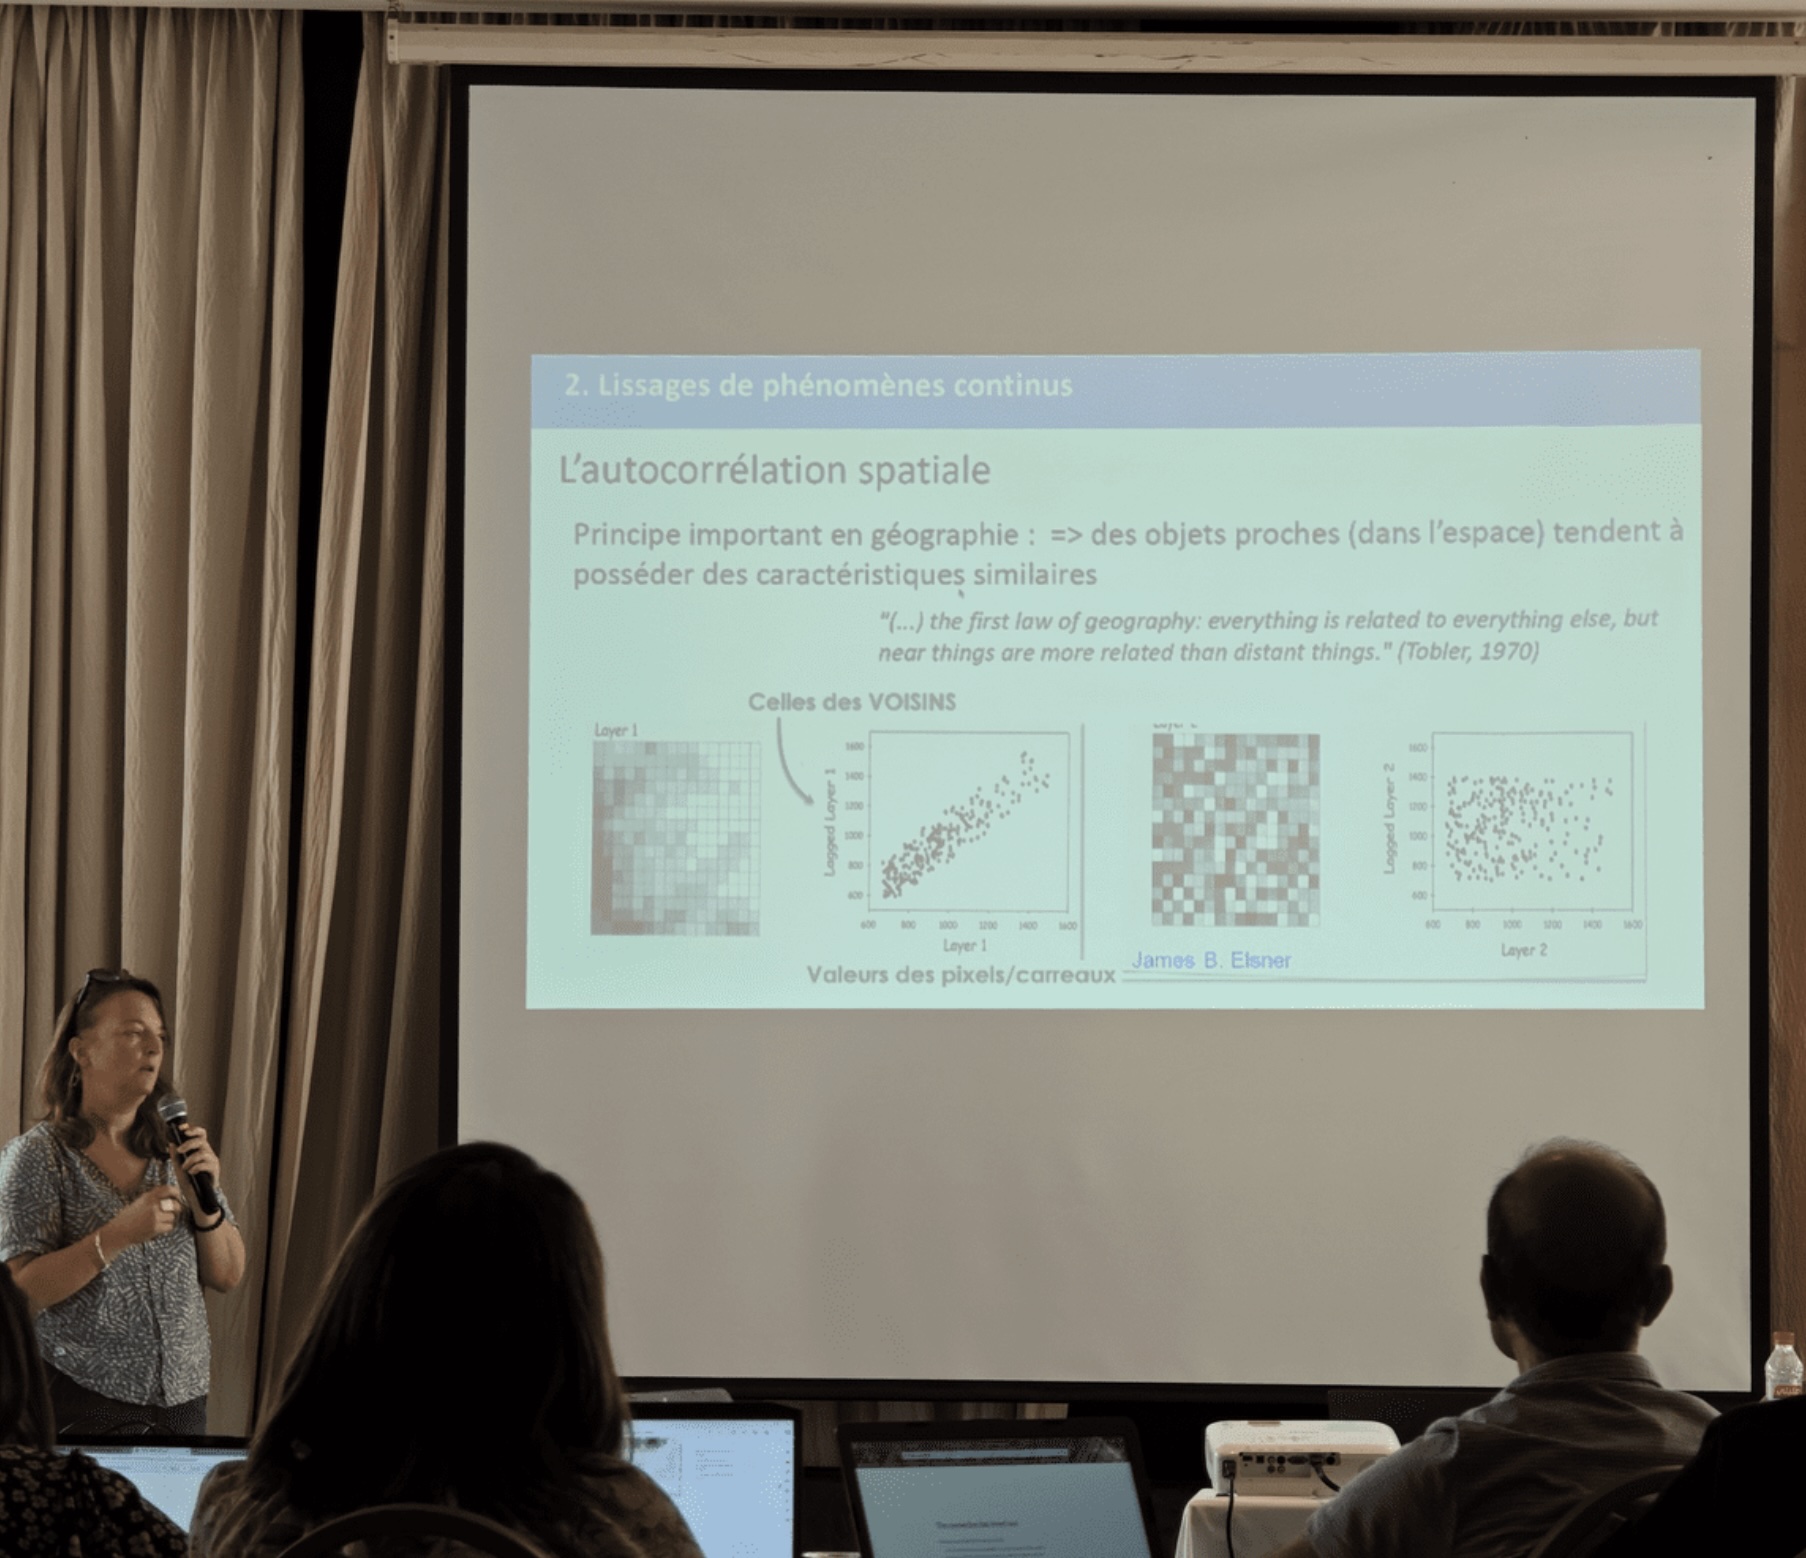 2. Lissages de phénomènes continus
L'autocorrélation spatiale
Principe important en géographie : => des objets proches (dans l'espace) tendent à
posséder des caractéristiques similaires
"(...) the first law of geography: everything is related to everything else, but
near things are more related than distant things." (Tobler, 1970)
Celles des VOISINS
Layer 1
Lagged Layer 1
1600
1400
1200
1000
800
600
600 800 1000 1200 1400 1600
Layer 1
Lagged Layer 2
1600
1400
1200
1000
800
600
600 800 1000 1200 1400 1600
Layer 2
James B. Elsner
Valeurs des pixels/carreaux